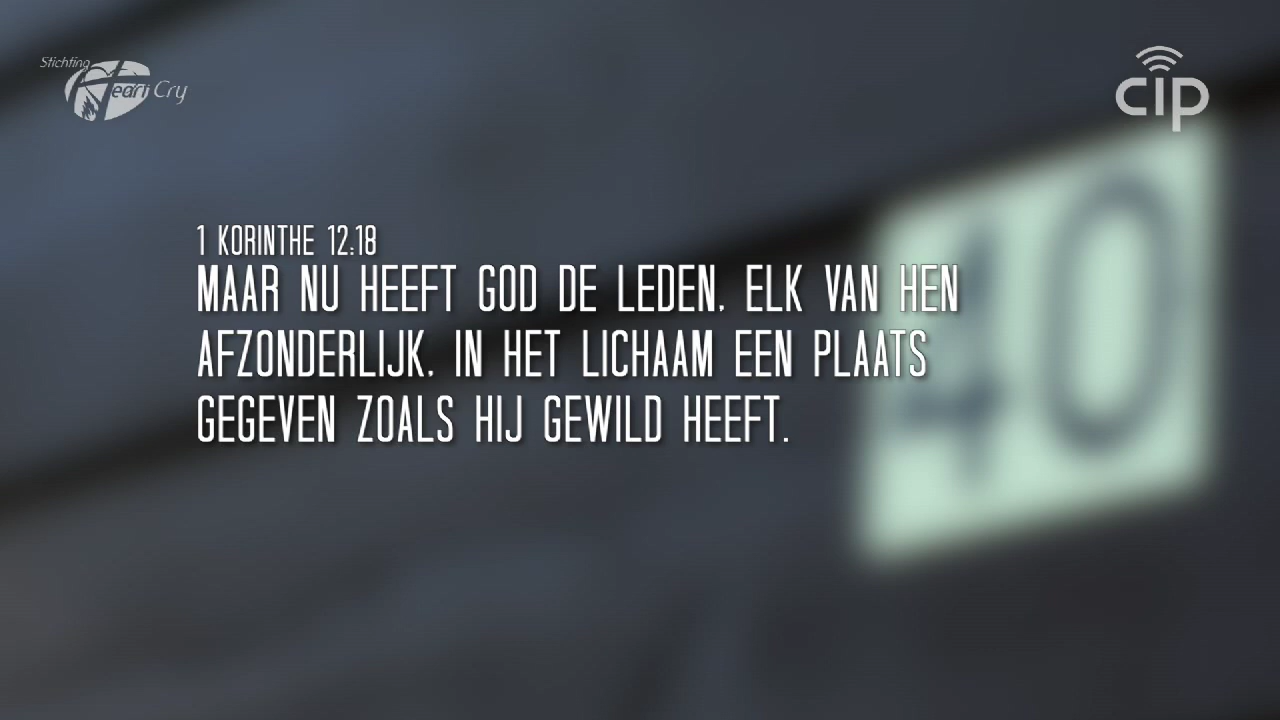 Stichting
Heart Cry
cip
1 KORINTHE 12:18
MAAR NU HEEFT GOD DE LEDEN, ELK VAN HEN
AFZONDERLIJK, IN HET LICHAAM EEN PLAATS
GEGEVEN ZOALS HIJ GEWILD HEEFT.
40